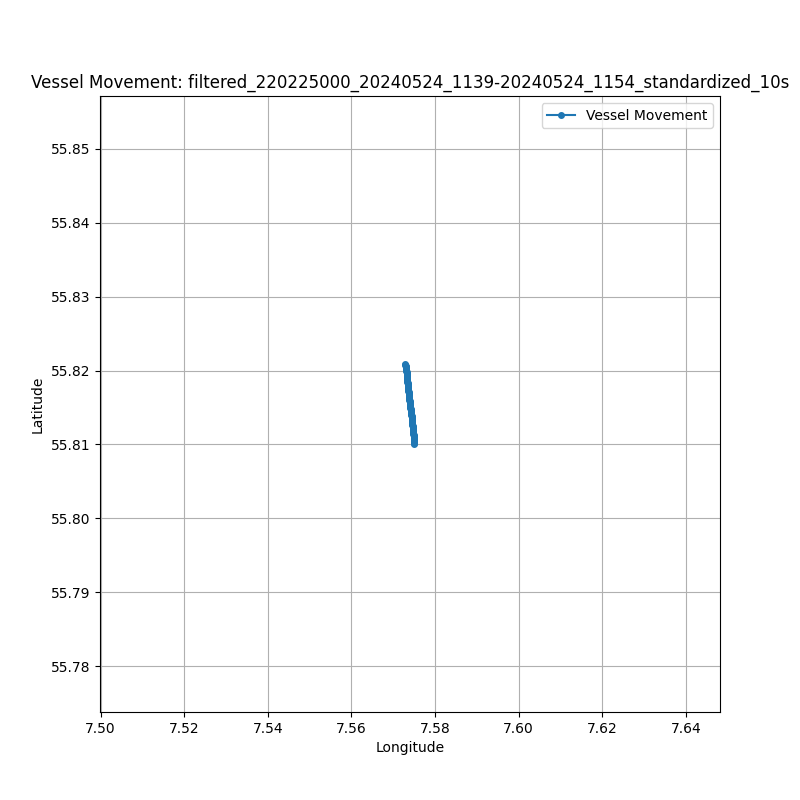 Vessel Movement: filtered_220225000_20240524_1139-20240524_1154_standardized_10s
Vessel Movement
55.85
55.84
55.83
55.82
55.81
55.80
55.79
55.78
Latitude
7.50 7.52 7.54 7.56 7.58 7.60 7.62 7.64
Longitude